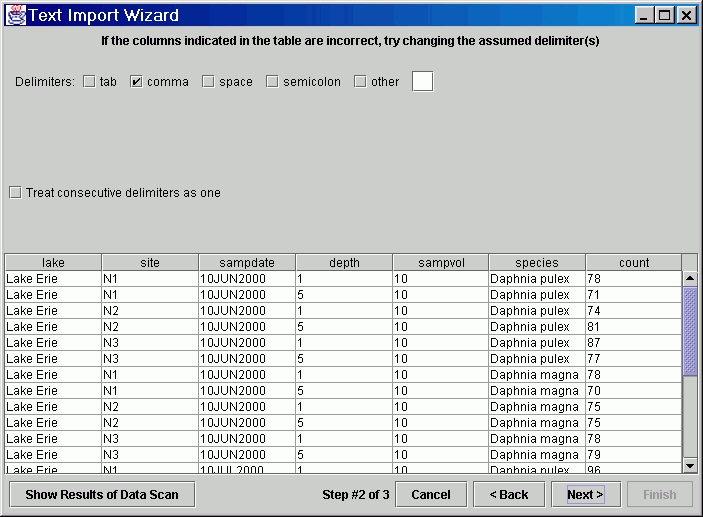 Text Import Wizard
If the columns indicated in the table are incorrect, try changing the assumed delimiter(s)
Delimiters: tab comma space semicolon other
Treat consecutive delimiters as one
lake site sampdate depth sampvol species count
Lake Erie N1 10JUN2000 1 10 Daphnia pulex 78
Lake Erie N1 10JUN2000 5 10 Daphnia pulex 71
Lake Erie N2 10JUN2000 1 10 Daphnia pulex 74
Lake Erie N2 10JUN2000 5 10 Daphnia pulex 81
Lake Erie N3 10JUN2000 1 10 Daphnia pulex 87
Lake Erie N3 10JUN2000 5 10 Daphnia pulex 77
Lake Erie N1 10JUN2000 1 10 Daphnia magna 78
Lake Erie N1 10JUN2000 5 10 Daphnia magna 70
Lake Erie N2 10JUN2000 1 10 Daphnia magna 75
Lake Erie N2 10JUN2000 5 10 Daphnia magna 75
Lake Erie N3 10JUN2000 1 10 Daphnia magna 78
Lake Erie N3 10JUN2000 5 10 Daphnia magna 79
Lake Erie N1 10JUL2000 1 10 Daphnia pulex 96
Show Results of Data Scan Step #2 of 3 Cancel < Back Next > Finish